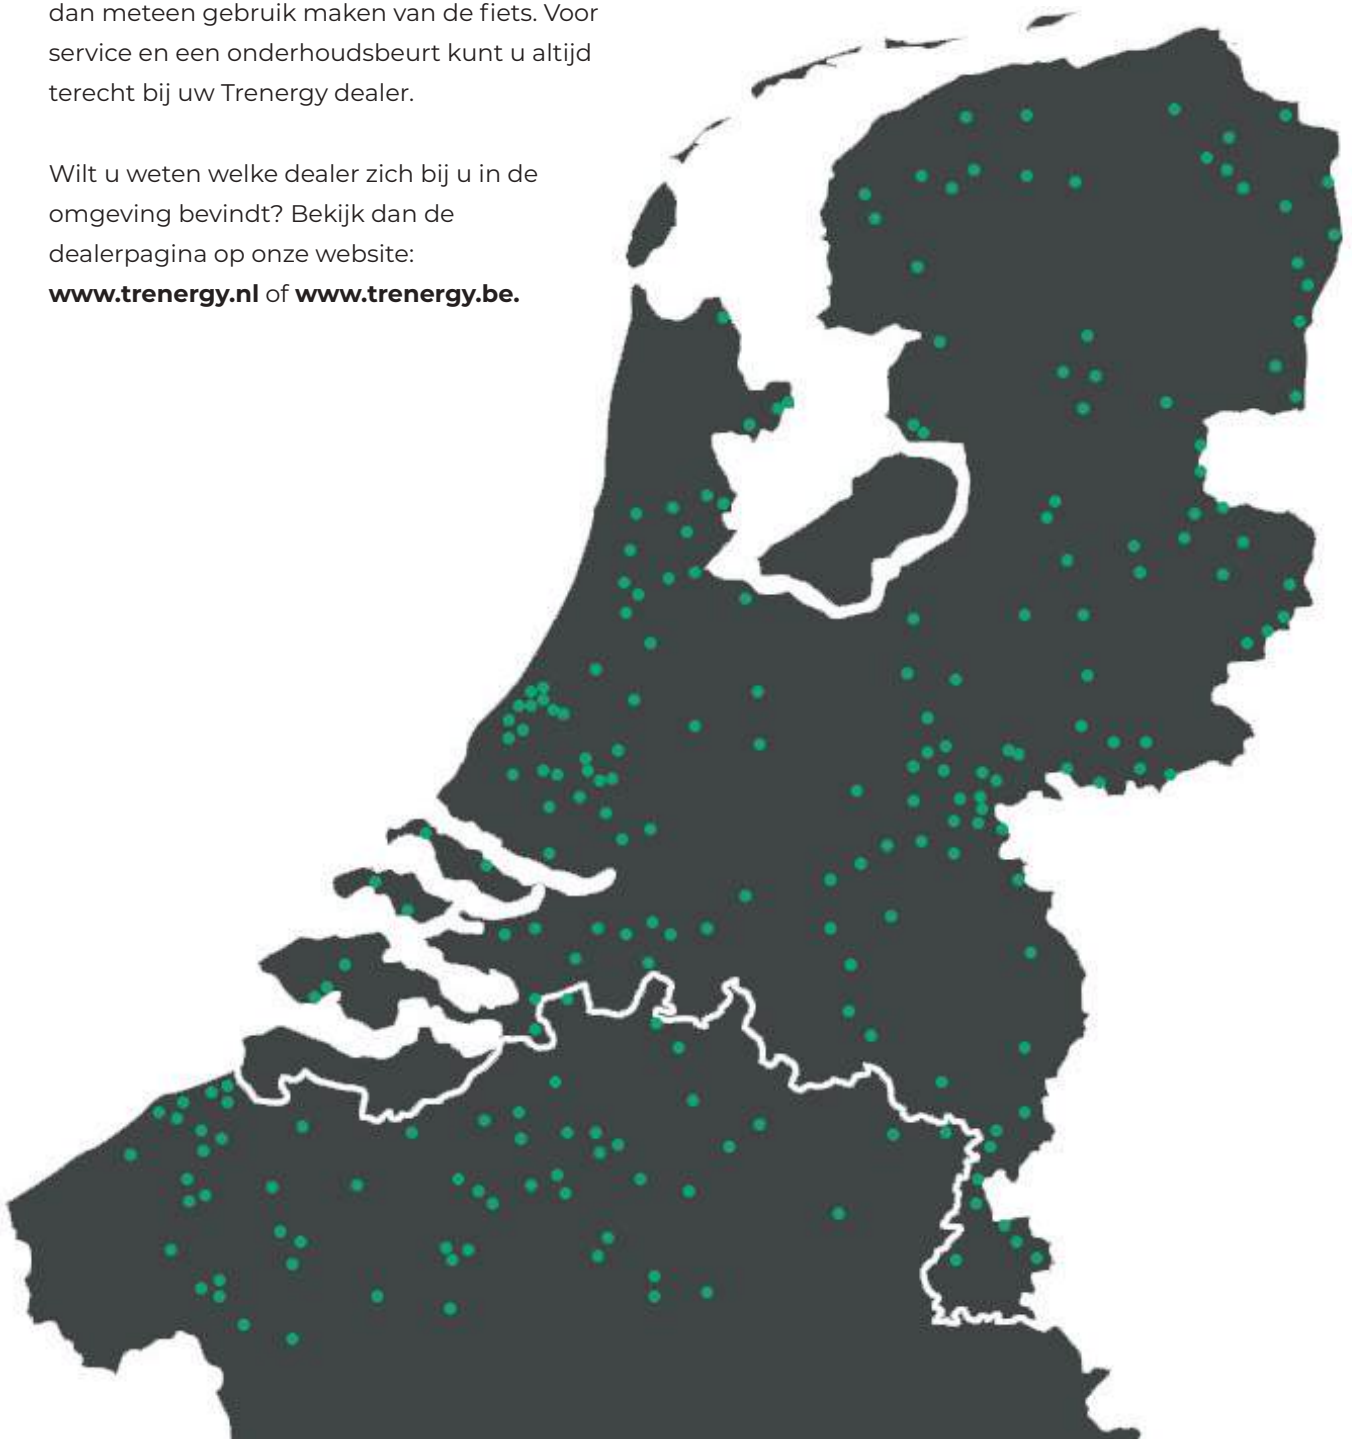 dan meteen gebruik maken van de fiets. Voor
service en een onderhoudsbeurt kunt u altijd
terecht bij uw Trenergy dealer.
Wilt u weten welke dealer zich bij u in de
omgeving bevindt? Bekijk dan de
dealerpagina op onze website:
www.trenergy.nl of www.trenergy.be.